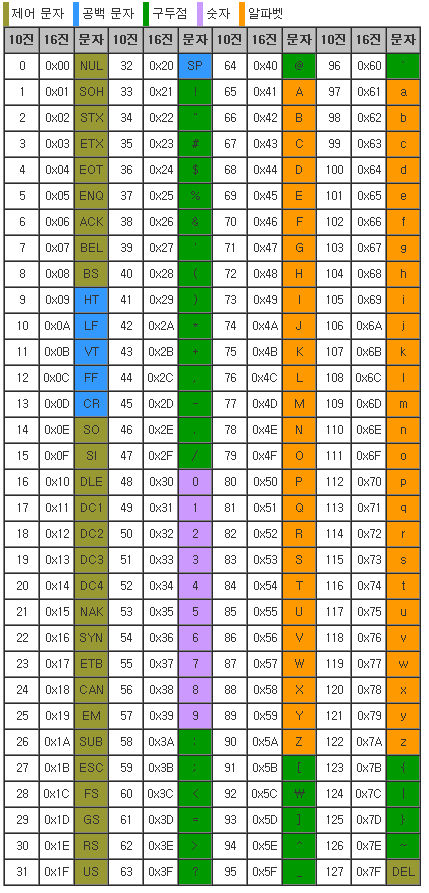 제어 문자 공백 문자 구두점 숫자 알파벳
10진 16진 문자 10진 16진 문자 10진 16진 문자 10진 16진 문자
0 0x00 NUL 32 0x20 SP 64 0x40 @ 96 0x60 `
1 0x01 SOH 33 0x21 ! 65 0x41 A 97 0x61 a
2 0x02 STX 34 0x22 " 66 0x42 B 98 0x62 b
3 0x03 ETX 35 0x23 # 67 0x43 C 99 0x63 c
4 0x04 EOT 36 0x24 $ 68 0x44 D 100 0x64 d
5 0x05 ENQ 37 0x25 % 69 0x45 E 101 0x65 e
6 0x06 ACK 38 0x26 & 70 0x46 F 102 0x66 f
7 0x07 BEL 39 0x27 ' 71 0x47 G 103 0x67 g
8 0x08 BS 40 0x28 ( 72 0x48 H 104 0x68 h
9 0x09 HT 41 0x29 ) 73 0x49 I 105 0x69 i
10 0x0A LF 42 0x2A * 74 0x4A J 106 0x6A j
11 0x0B VT 43 0x2B + 75 0x4B K 107 0x6B k
12 0x0C FF 44 0x2C , 76 0x4C L 108 0x6C l
13 0x0D CR 45 0x2D - 77 0x4D M 109 0x6D m
14 0x0E SO 46 0x2E . 78 0x4E N 110 0x6E n
15 0x0F SI 47 0x2F / 79 0x4F O 111 0x6F o
16 0x10 DLE 48 0x30 0 80 0x50 P 112 0x70 p
17 0x11 DC1 49 0x31 1 81 0x51 Q 113 0x71 q
18 0x12 DC2 50 0x32 2 82 0x52 R 114 0x72 r
19 0x13 DC3 51 0x33 3 83 0x53 S 115 0x73 s
20 0x14 DC4 52 0x34 4 84 0x54 T 116 0x74 t
21 0x15 NAK 53 0x35 5 85 0x55 U 117 0x75 u
22 0x16 SYN 54 0x36 6 86 0x56 V 118 0x76 v
23 0x17 ETB 55 0x37 7 87 0x57 W 119 0x77 w
24 0x18 CAN 56 0x38 8 88 0x58 X 120 0x78 x
25 0x19 EM 57 0x39 9 89 0x59 Y 121 0x79 y
26 0x1A SUB 58 0x3A : 90 0x5A Z 122 0x7A z
27 0x1B ESC 59 0x3B ; 91 0x5B [ 123 0x7B {
28 0x1C FS 60 0x3C < 92 0x5C ₩ 124 0x7C |
29 0x1D GS 61 0x3D = 93 0x5D ] 125 0x7D }
30 0x1E RS 62 0x3E > 94 0x5E ^ 126 0x7E ~
31 0x1F US 63 0x3F ? 95 0x5F _ 127 0x7F DEL